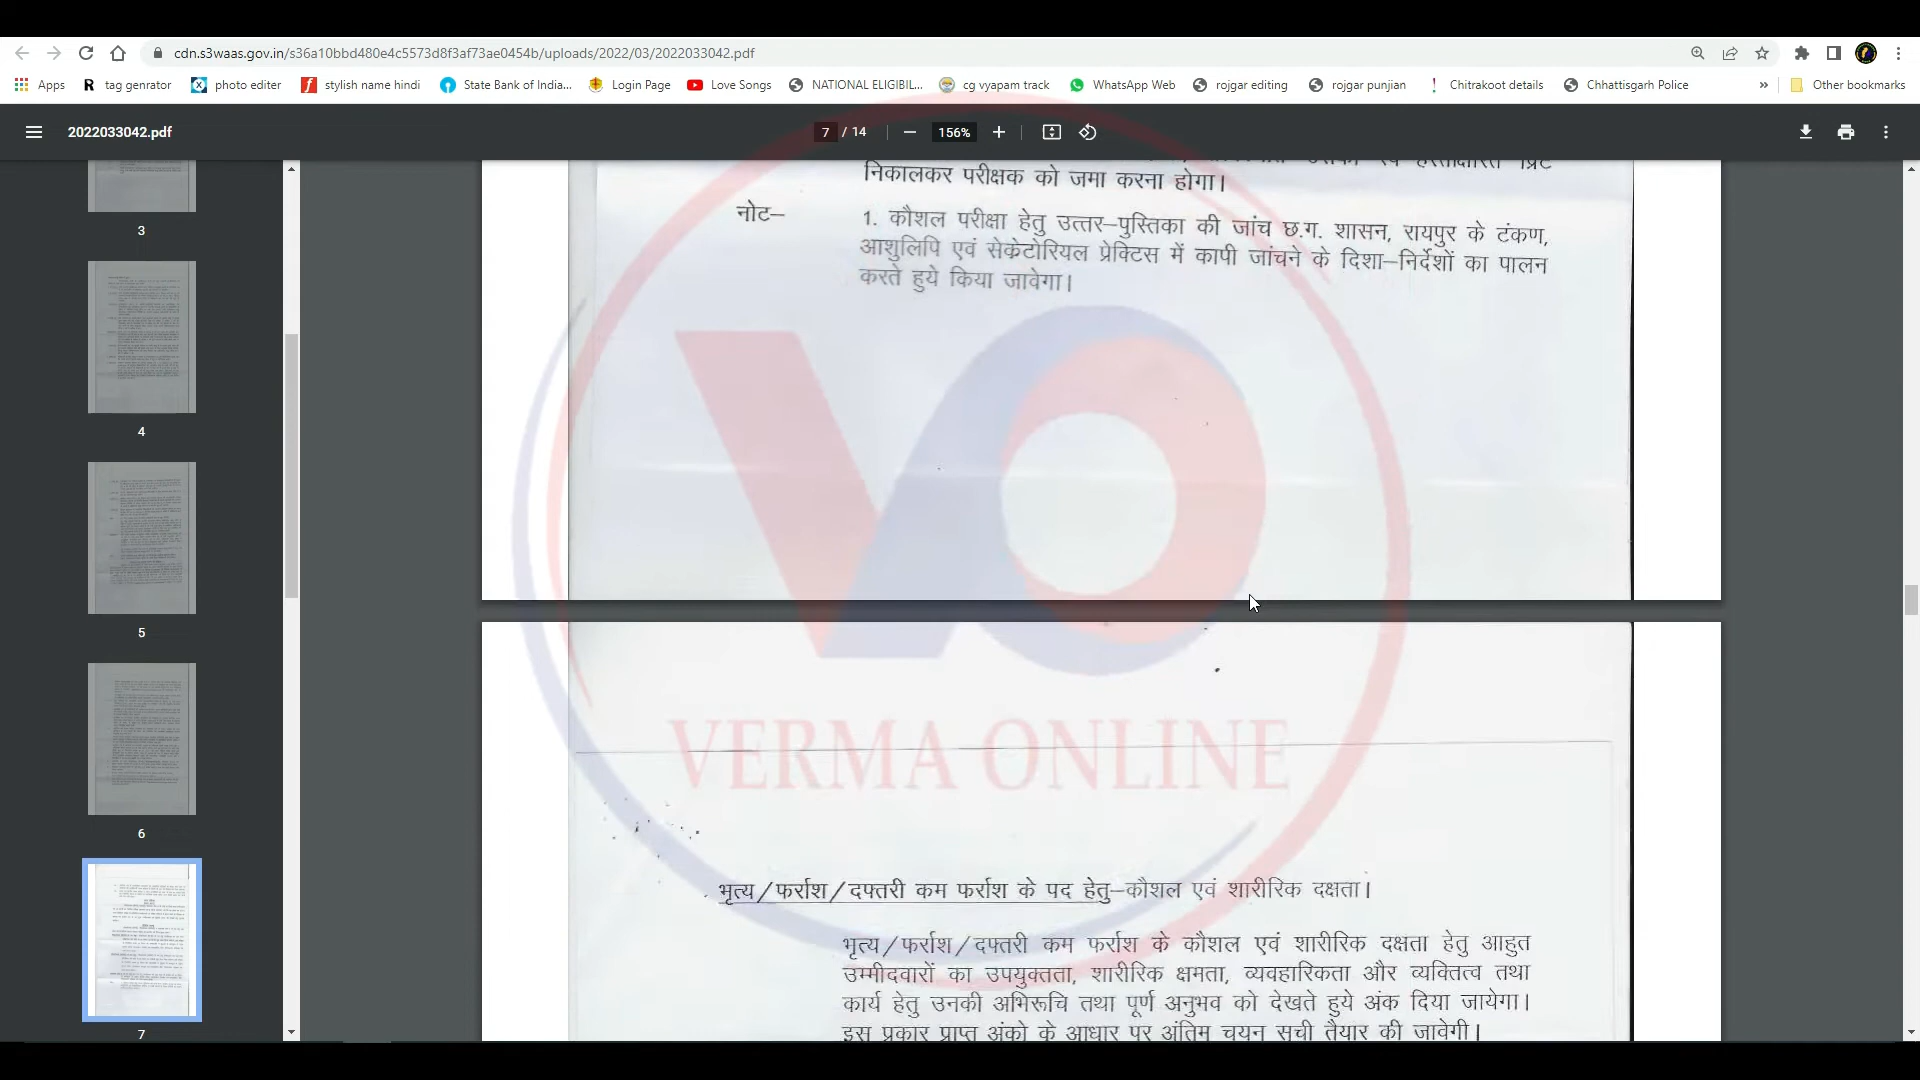 cdn.s3waas.gov.in/s36a10bbd480e4c5573d8f3af73ae0454b/uploads/2022/03/2022033042.pdf
Apps tag genrator photo editer stylish name hindi State Bank of India... Login Page Love Songs NATIONAL ELIGIBIL... cg vyapam track WhatsApp Web rojgar editing rojgar punjian Chitrakoot details Chhattisgarh Police » Other bookmarks
2022033042.pdf 7 / 14 156%
3
4
5
6
7
निकालकर परीक्षक को जमा करना होगा।
नोट– 1. कौशल परीक्षा हेतु उत्तर–पुस्तिका की जांच छ.ग. शासन, रायपुर के टंकण,
आशुलिपि एवं सेकेटोरियल प्रेक्टिस में कापी जांचने के दिशा–निर्देशों का पालन
करते हुये किया जावेगा।
VO
VERMA ONLINE
भृत्य/फर्राश/दफ्तरी कम फर्राश के पद हेतु–कौशल एवं शारीरिक दक्षता।
भृत्य/फर्राश/दफ्तरी कम फर्राश के कौशल एवं शारीरिक दक्षता हेतु आहुत
उम्मीदवारों का उपयुक्तता, शारीरिक क्षमता, व्यवहारिकता और व्यक्तित्व तथा
कार्य हेतु उनकी अभिरूचि तथा पूर्ण अनुभव को देखते हुये अंक दिया जायेगा।
इस प्रकार प्राप्त अंको के आधार पर अंतिम चयन सूची तैयार की जावेगी।